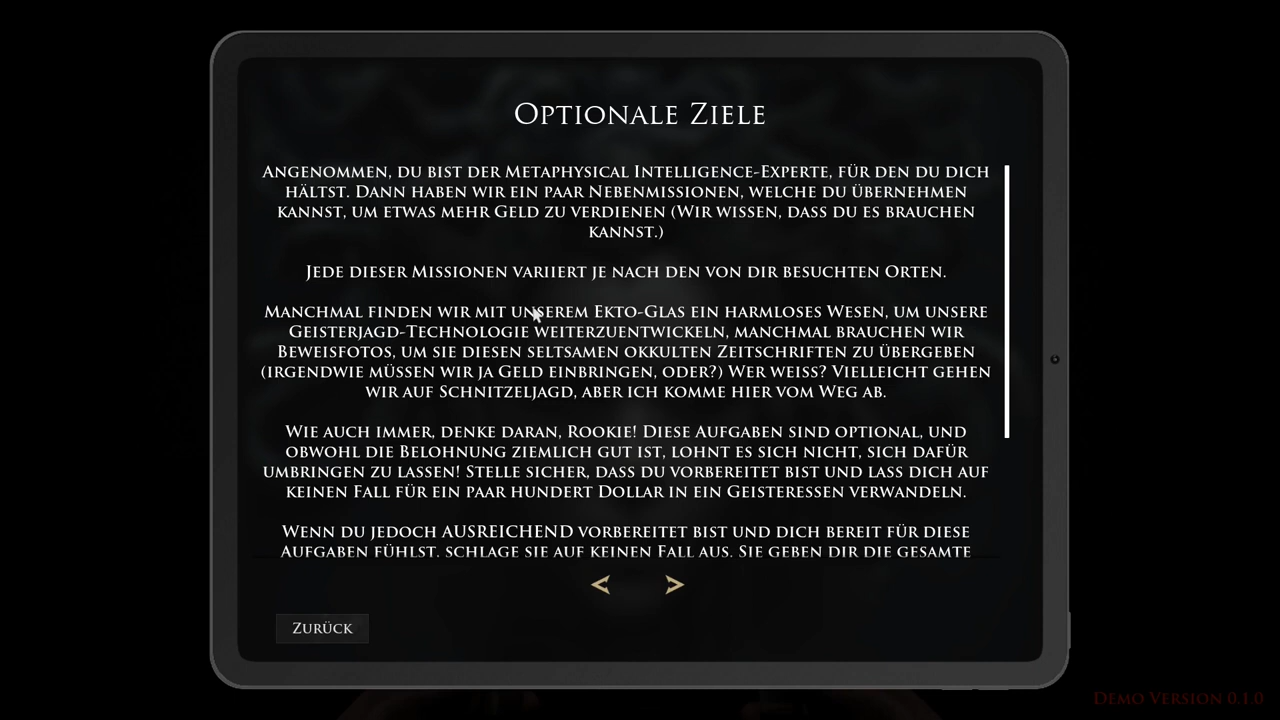 Optionale Ziele
Angenommen, du bist der Metaphysical Intelligence-Experte, für den du dich
hältst. Dann haben wir ein paar Nebenmissionen, welche du übernehmen
kannst, um etwas mehr Geld zu verdienen (Wir wissen, dass du es brauchen
kannst.)
Jede dieser Missionen variiert je nach den von dir besuchten Orten.
Manchmal finden wir mit unserem Ekto-Glas ein harmloses Wesen, um unsere
Geisterjagd-Technologie weiterzuentwickeln, manchmal brauchen wir
Beweisfotos, um sie diesen seltsamen okkulten Zeitschriften zu übergeben
(irgendwie müssen wir ja Geld einbringen, oder?) Wer weiss? Vielleicht gehen
wir auf Schnitzeljagd, aber ich komme hier vom Weg ab.
Wie auch immer, denke daran, Rookie! Diese Aufgaben sind optional, und
obwohl die Belohnung ziemlich gut ist, lohnt es sich nicht, sich dafür
umbringen zu lassen! Stelle sicher, dass du vorbereitet bist und lass dich auf
keinen Fall für ein paar hundert Dollar in ein Geisteressen verwandeln.
Wenn du jedoch AUSREICHEND vorbereitet bist und dich bereit für diese
Aufgaben fühlst, schlage sie auf keinen Fall aus. Sie geben dir die gesamte
Zurück
Demo Version 0.1.0